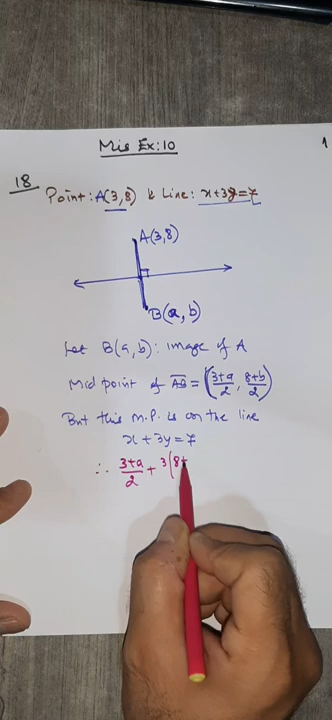 Mis Ex:10
1
18
Point: A(3,8) & Line: x+3y=7
A(3,8)
B(a, b)
Let B(a,b): image of A
Mid point of AB = (3+a/2, 8+b/2)
But this M.P. is on the line
x + 3y = 7
∴ 3+a/2 + 3(8+